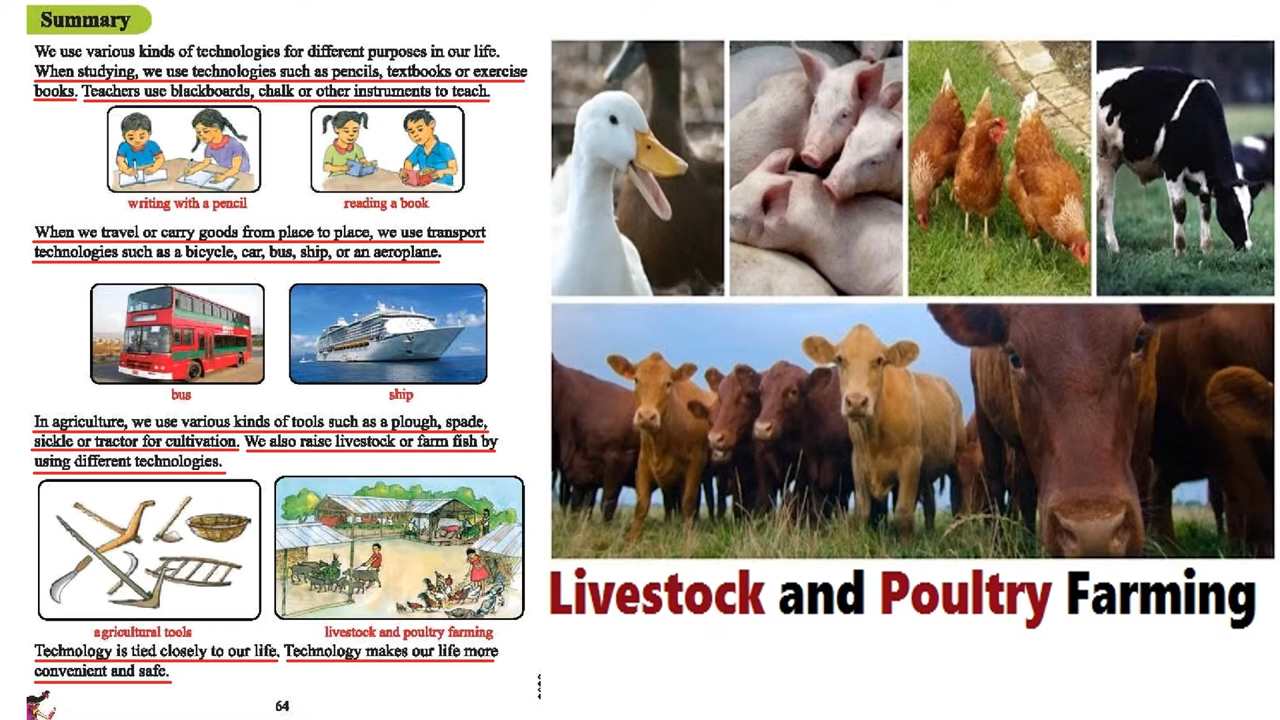 Summary
We use various kinds of technologies for different purposes in our life.
When studying, we use technologies such as pencils, textbooks or exercise
books. Teachers use blackboards, chalk or other instruments to teach.
writing with a pencil
reading a book
When we travel or carry goods from place to place, we use transport
technologies such as a bicycle, car, bus, ship, or an aeroplane.
bus
ship
In agriculture, we use various kinds of tools such as a plough, spade,
sickle or tractor for cultivation. We also raise livestock or farm fish by
using different technologies.
agricultural tools
livestock and poultry farming
Technology is tied closely to our life. Technology makes our life more
convenient and safe.
64
Livestock and Poultry Farming